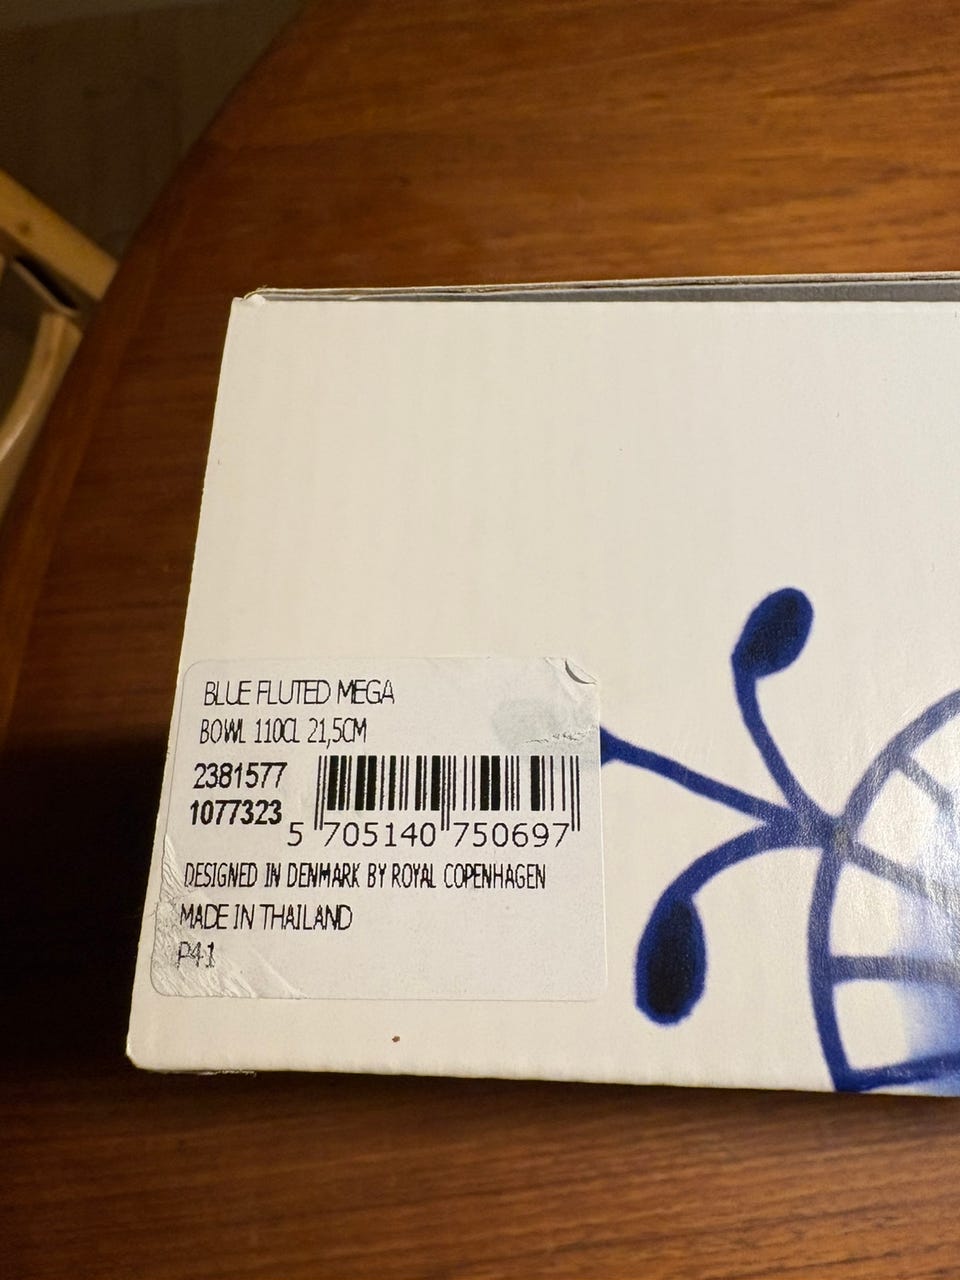 BLUE FLUTED MEGA
BOWL 110CL 21,5CM
2381577
1077323
5 705140 750697
DESIGNED IN DENMARK BY ROYAL COPENHAGEN
MADE IN THAILAND
P41